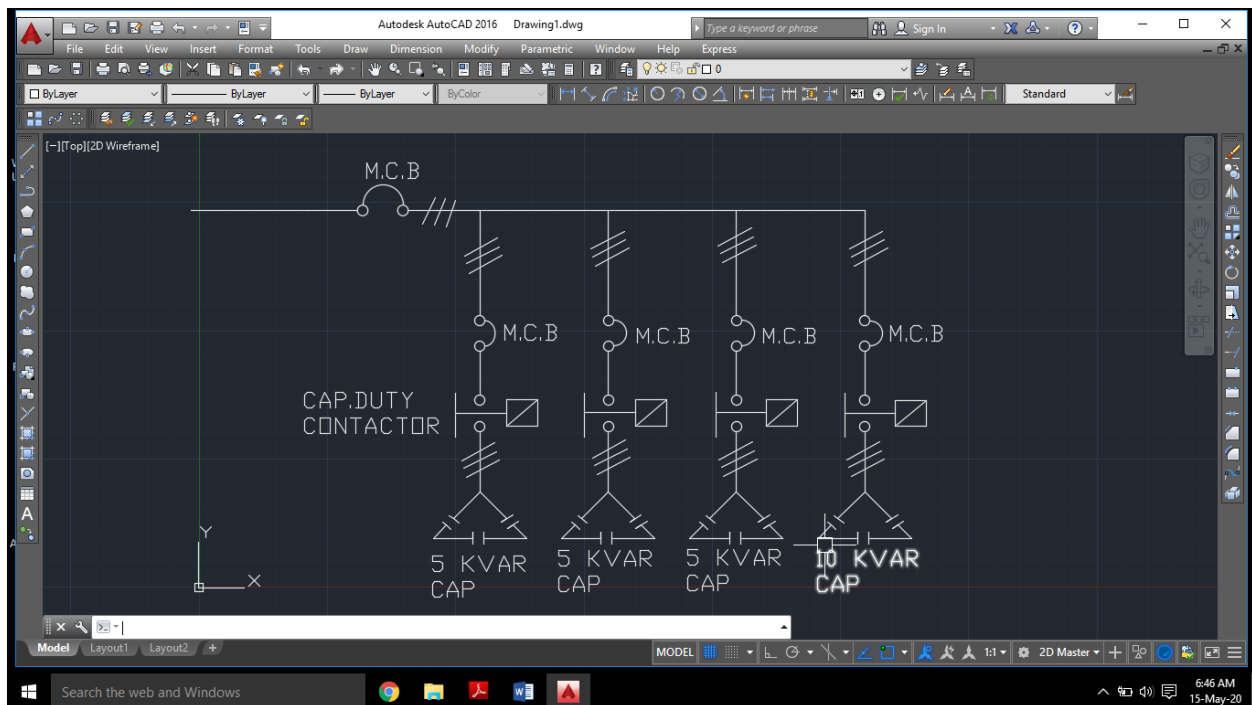 Autodesk AutoCAD 2016 Drawing1.dwg
Type a keyword or phrase
Sign In
File Edit View Insert Format Tools Draw Dimension Modify Parametric Window Help Express
0
ByLayer ByLayer ByLayer ByColor Standard
[−][Top][2D Wireframe]
M.C.B
M.C.B M.C.B M.C.B M.C.B
CAP.DUTY
CONTACTOR
5 KVAR
CAP
5 KVAR
CAP
5 KVAR
CAP
10 KVAR
CAP
Y
X
Model Layout1 Layout2 +
MODEL 1:1 2D Master
Search the web and Windows
6:46 AM
15-May-20